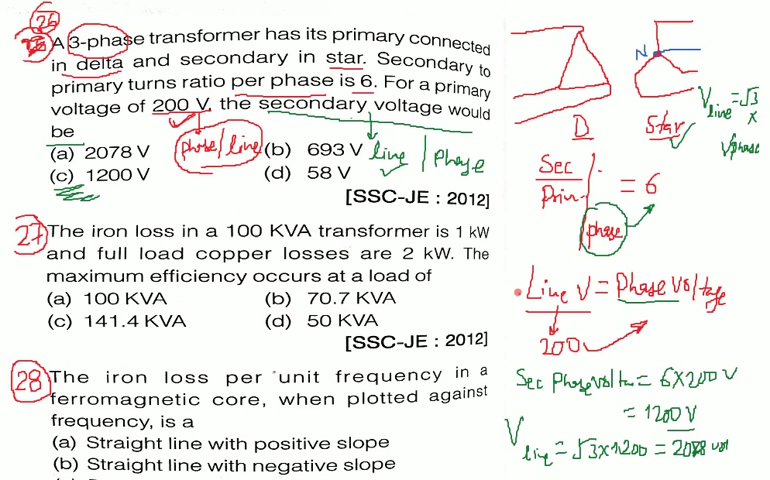 26
A 3-phase transformer has its primary connected
in delta and secondary in star. Secondary to
primary turns ratio per phase is 6. For a primary
voltage of 200 V, the secondary voltage would
be
(a) 2078 V
(b) 693 V
(c) 1200 V
(d) 58 V
phase/line
line / phase
[SSC-JE : 2012]
27 The iron loss in a 100 KVA transformer is 1 kW
and full load copper losses are 2 kW. The
maximum efficiency occurs at a load of
(a) 100 KVA
(b) 70.7 KVA
(c) 141.4 KVA
(d) 50 KVA
[SSC-JE : 2012]
28 The iron loss per unit frequency in a
ferromagnetic core, when plotted against
frequency, is a
(a) Straight line with positive slope
(b) Straight line with negative slope
N
D
Star
V line = √3
x
Vphase
Sec
Prim
= 6
phase
Line V = Phase voltage
200
Sec Phase volt = 6 X 200 V
= 1200 V
V line = √3 x 1200 = 2078 volt